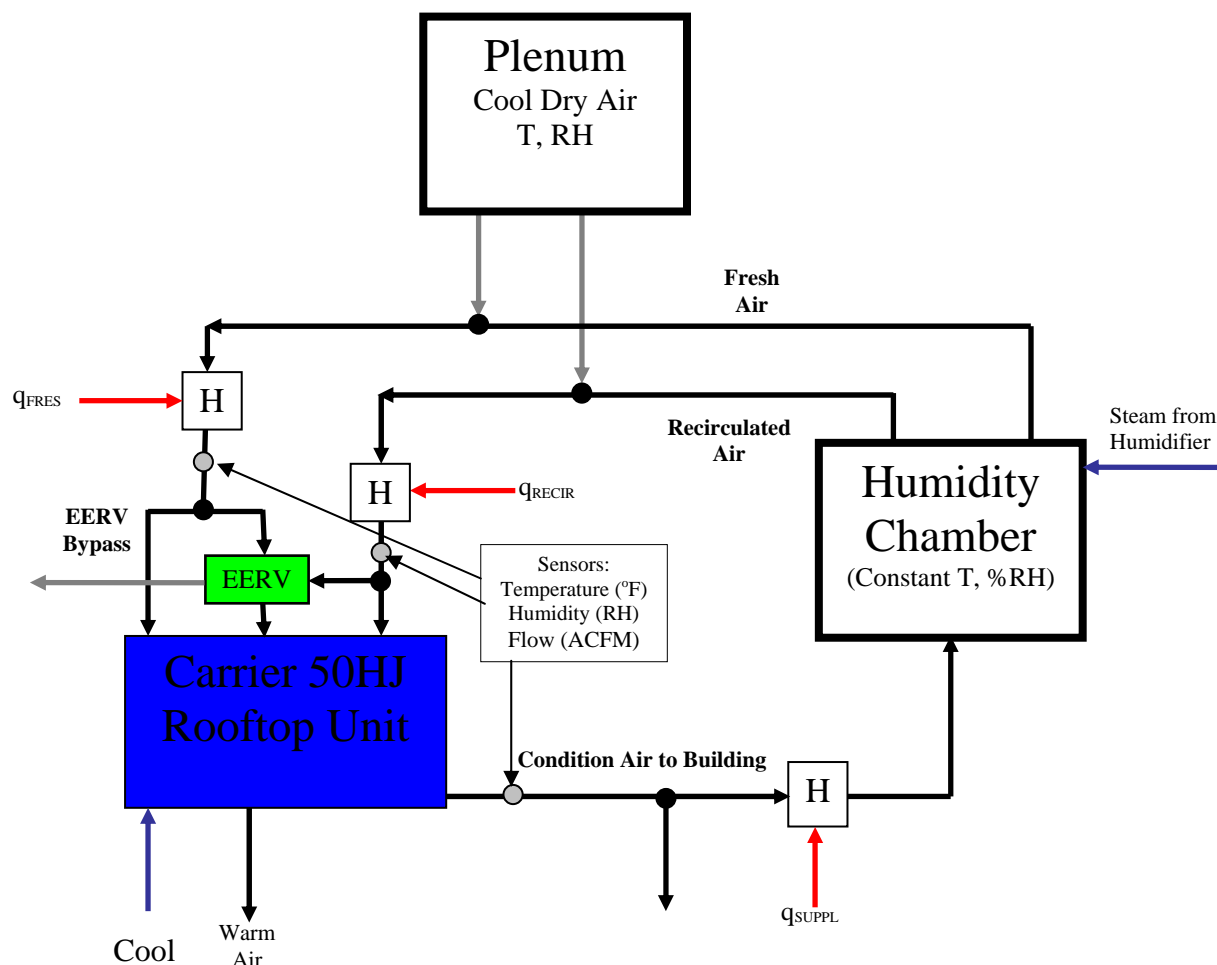 Plenum
Cool Dry Air
T, RH
Fresh
Air
qFRES
H
Recirculated
Air
Steam from
Humidifier
H
qRECIR
Humidity
Chamber
(Constant T, %RH)
EERV
Bypass
EERV
Sensors:
Temperature (°F)
Humidity (RH)
Flow (ACFM)
Carrier 50HJ
Rooftop Unit
Condition Air to Building
H
qSUPPL
Cool
Warm
Air